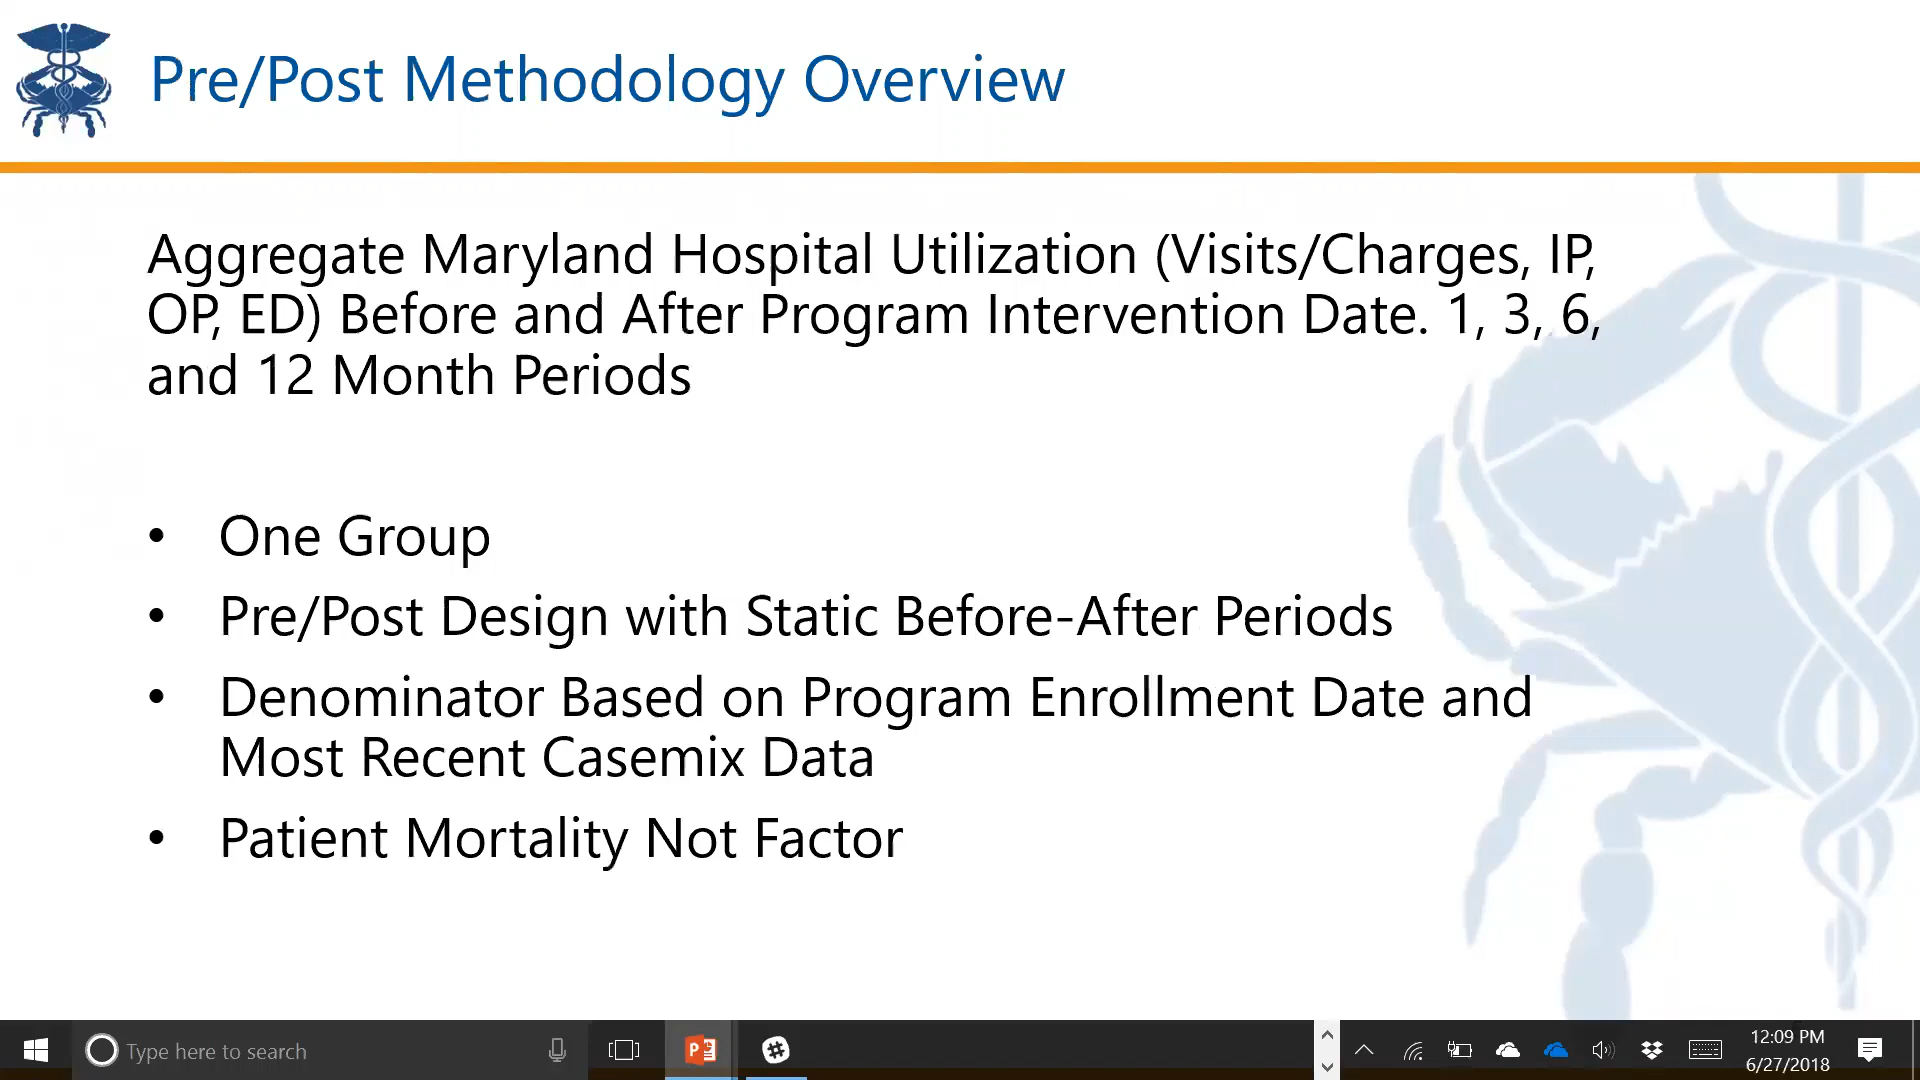 Pre/Post Methodology Overview
Aggregate Maryland Hospital Utilization (Visits/Charges, IP,
OP, ED) Before and After Program Intervention Date. 1, 3, 6,
and 12 Month Periods
• One Group
• Pre/Post Design with Static Before-After Periods
• Denominator Based on Program Enrollment Date and
Most Recent Casemix Data
• Patient Mortality Not Factor
Type here to search
12:09 PM
6/27/2018